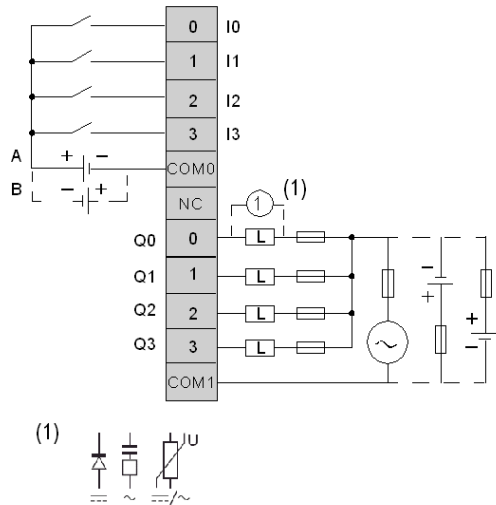 0 I0
1 I1
2 I2
3 I3
A + − COM0
B − +
NC
1 (1)
Q0 0 L
Q1 1 L
Q2 2 L
Q3 3 L
− +
+ −
~
COM1
(1)
U
~ /~